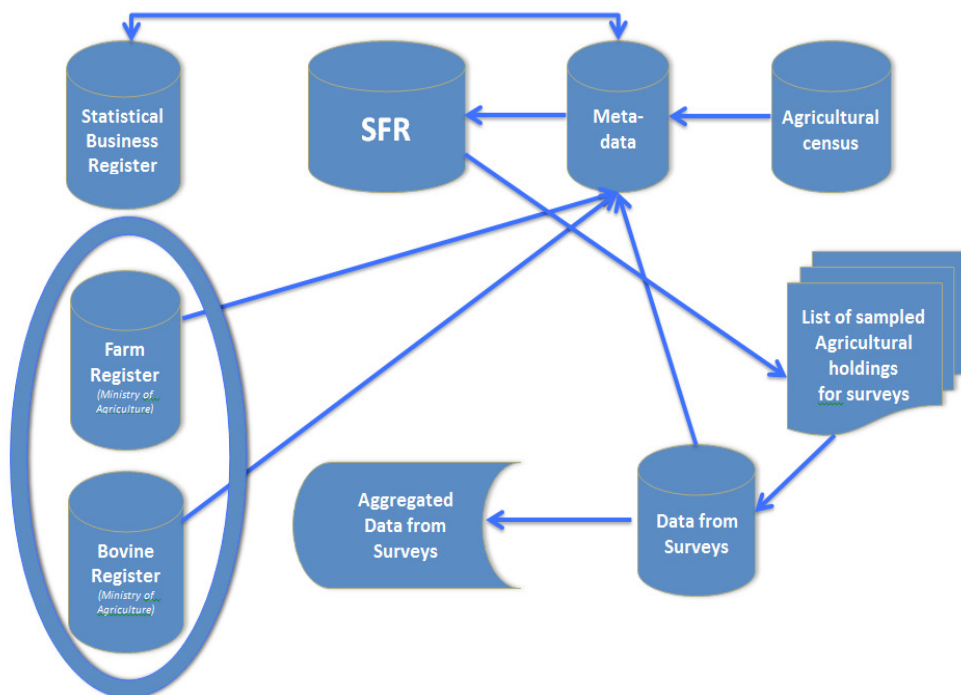 Statistical
Business
Register
SFR
Meta-
data
Agricultural
census
Farm
Register
(Ministry of
Agriculture)
List of sampled
Agricultural
holdings
for surveys
Bovine
Register
(Ministry of
Agriculture)
Aggregated
Data from
Surveys
Data from
Surveys